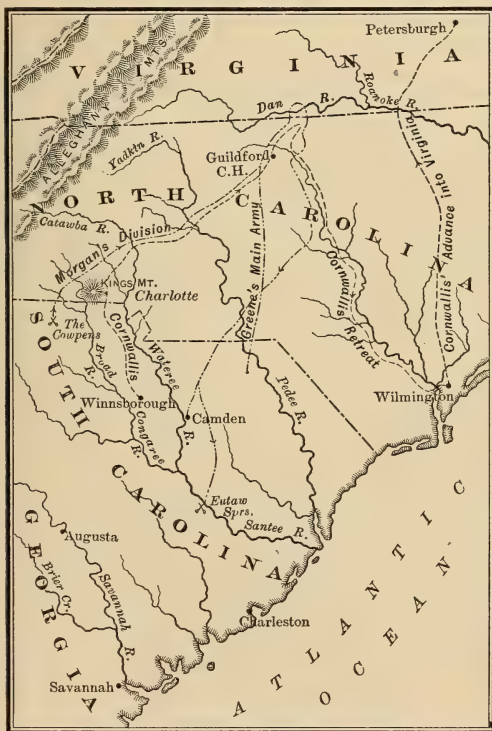 Petersburgh
VIRGINIA
ALLEGHANY MTS.
Roanoke R.
Dan R.
Yadkin R.
Guildford
C.H.
NORTH CAROLINA
Catawba R.
Morgan's Division
Greene's Main Army
Cornwallis Retreat
Cornwallis Advance into Virginia
KINGS MT.
Charlotte
The
Cowpens
Cornwallis
Broad R.
Wateree R.
Wilmington
Winnsborough
Congaree R.
Camden
Pedee R.
SOUTH CAROLINA
Eutaw
Sprs.
Santee R.
Augusta
GEORGIA
Brier Cr.
Savannah R.
Charleston
Savannah
ATLANTIC
OCEAN